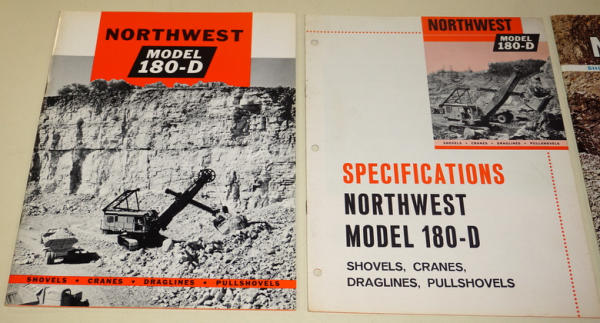 NORTHWEST
MODEL
180-D
SHOVELS • CRANES • DRAGLINES • PULLSHOVELS
NORTHWEST
MODEL
180-D
SHOVELS • CRANES • DRAGLINES • PULLSHOVELS
SPECIFICATIONS
NORTHWEST
MODEL 180-D
SHOVELS, CRANES,
DRAGLINES, PULLSHOVELS